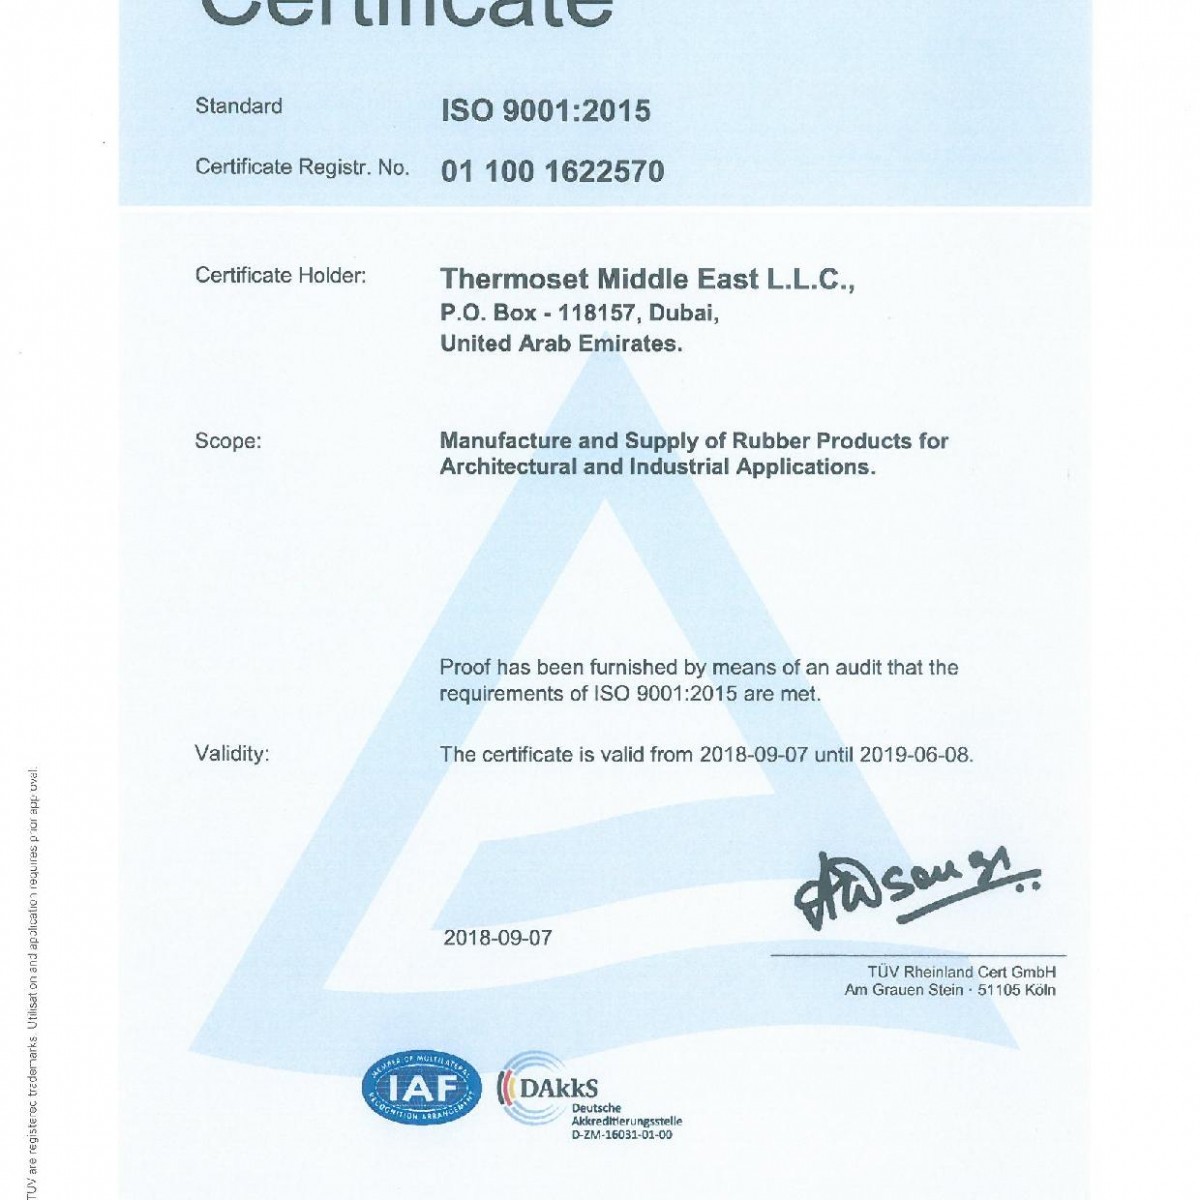 Certificate
Standard ISO 9001:2015
Certificate Registr. No. 01 100 1622570
Certificate Holder: Thermoset Middle East L.L.C.,
P.O. Box - 118157, Dubai,
United Arab Emirates.
Scope: Manufacture and Supply of Rubber Products for
Architectural and Industrial Applications.
Proof has been furnished by means of an audit that the
requirements of ISO 9001:2015 are met.
Validity: The certificate is valid from 2018-09-07 until 2019-06-08.
2018-09-07
TÜV Rheinland Cert GmbH
Am Grauen Stein · 51105 Köln
MEMBER OF MULTILATERAL
IAF
RECOGNITION ARRANGEMENT
DAkkS
Deutsche
Akkreditierungsstelle
D-ZM-16031-01-00
TÜV are registered trademarks. Utilisation and application requires prior approval.